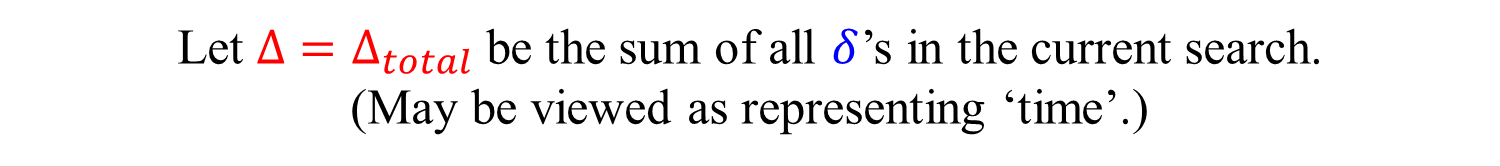 Let Δ = Δ_total be the sum of all δ’s in the current search.
(May be viewed as representing ‘time’.)